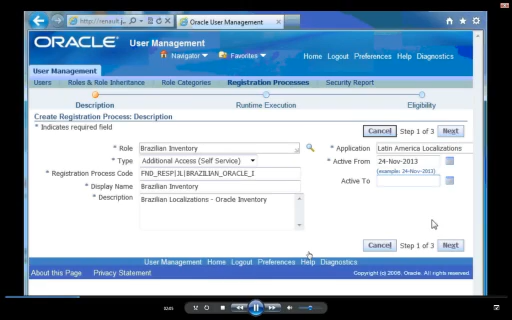 http://renault.j...
Oracle User Management
ORACLE User Management
Navigator Favorites Home Logout Preferences Help Diagnostics
User Management
Users Roles & Role Inheritance Role Categories Registration Processes Security Report
Description Runtime Execution Eligibility
Create Registration Process: Description
* Indicates required field
Cancel Step 1 of 3 Next
* Role Brazilian Inventory
* Application Latin America Localizations
* Type Additional Access (Self Service)
* Active From 24-Nov-2013
(example: 24-Nov-2013)
* Registration Process Code FND_RESP|JL|BRAZILIAN_ORACLE_I
Active To
* Display Name Brazilian Inventory
* Description Brazilian Localizations - Oracle Inventory
Cancel Step 1 of 3 Next
User Management Home Logout Preferences Help Diagnostics
About this Page Privacy Statement Copyright (c) 2006, Oracle. All rights reserved.